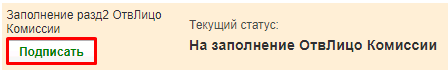 Заполнение разд2 ОтвЛицо
Комиссии
Подписать
Текущий статус:
На заполнение ОтвЛицо Комиссии